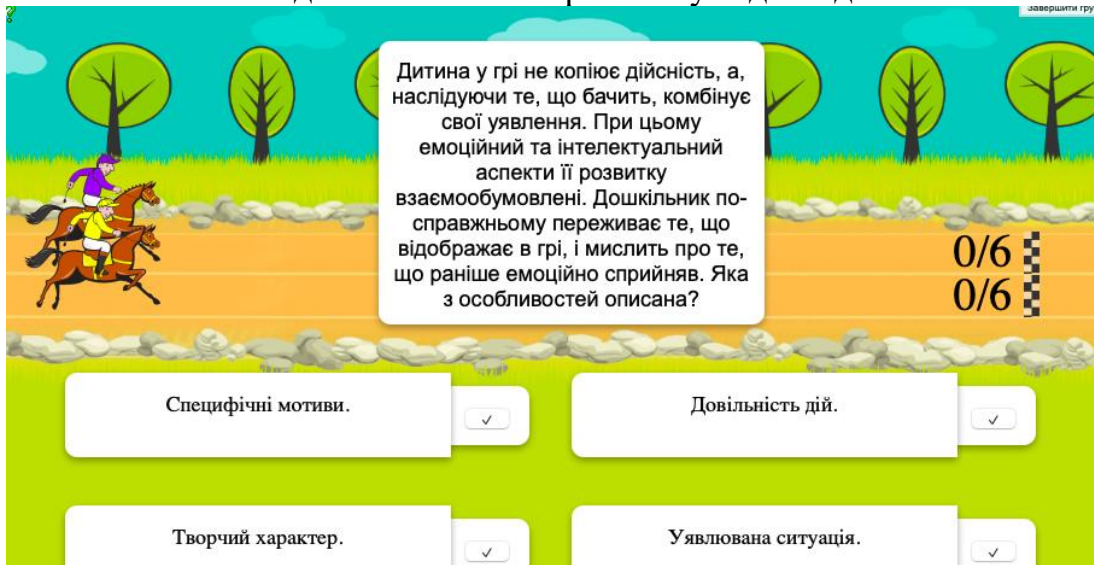 Завершити гру
Дитина у грі не копіює дійсність, а,
наслідуючи те, що бачить, комбінує
свої уявлення. При цьому
емоційний та інтелектуальний
аспекти її розвитку
взаємообумовлені. Дошкільник по-
справжньому переживає те, що
відображає в грі, і мислить про те,
що раніше емоційно сприйняв. Яка
з особливостей описана?
0/6
0/6
Специфічні мотиви.
Довільність дій.
Творчий характер.
Уявлювана ситуація.